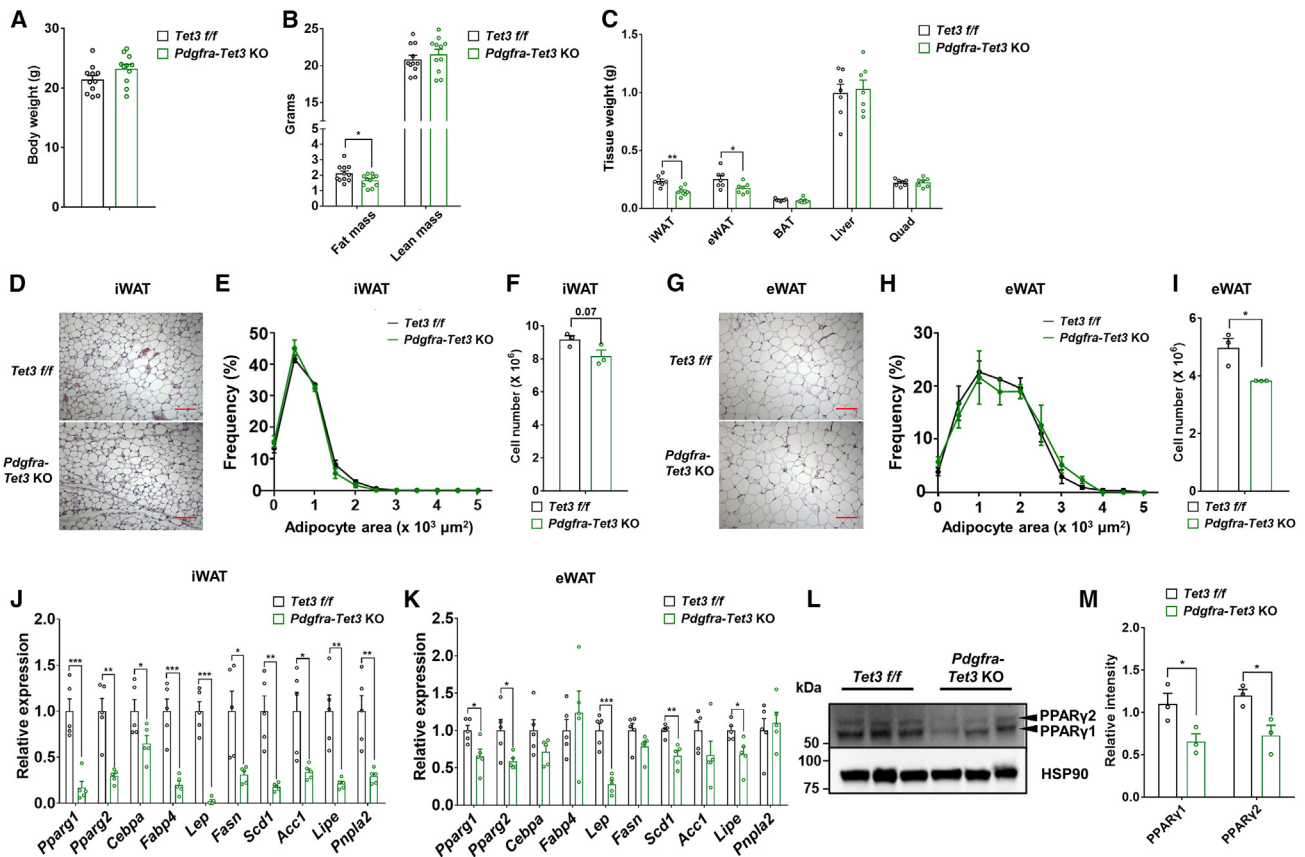 A
Body weight (g)
30
20
10
0
Tet3 f/f
Pdgfra-Tet3 KO
B
Grams
25
20
15
5
4
3
2
1
0
*
Fat mass
Lean mass
Tet3 f/f
Pdgfra-Tet3 KO
C
Tissue weight (g)
1.5
1.0
0.5
0.0
**
*
iWAT
eWAT
BAT
Liver
Quad
Tet3 f/f
Pdgfra-Tet3 KO
D
iWAT
Tet3 f/f
Pdgfra-
Tet3 KO
E
iWAT
Frequency (%)
50
40
30
20
10
0
0
1
2
3
4
5
Adipocyte area (x 10³ µm²)
Tet3 f/f
Pdgfra-Tet3 KO
F
iWAT
0.07
Cell number (X 10⁶)
10
8
6
4
2
0
Tet3 f/f
Pdgfra-Tet3 KO
G
eWAT
Tet3 f/f
Pdgfra-
Tet3 KO
H
eWAT
Frequency (%)
30
20
10
0
0
1
2
3
4
5
Adipocyte area (x 10³ µm²)
Tet3 f/f
Pdgfra-Tet3 KO
I
eWAT
*
Cell number (X 10⁶)
6
4
2
0
Tet3 f/f
Pdgfra-Tet3 KO
J
iWAT
Tet3 f/f
Pdgfra-Tet3 KO
Relative expression
2.0
1.5
1.0
0.5
0.0
***
**
*
***
***
*
**
*
**
**
Pparg1
Pparg2
Cebpa
Fabp4
Lep
Fasn
Scd1
Acc1
Lipe
Pnpla2
K
eWAT
Tet3 f/f
Pdgfra-Tet3 KO
Relative expression
2.5
2.0
1.5
1.0
0.5
0.0
*
*
***
**
*
Pparg1
Pparg2
Cebpa
Fabp4
Lep
Fasn
Scd1
Acc1
Lipe
Pnpla2
L
kDa
Tet3 f/f
Pdgfra-
Tet3 KO
PPARγ2
PPARγ1
50
100
HSP90
75
M
Tet3 f/f
Pdgfra-Tet3 KO
Relative intensity
2.0
1.5
1.0
0.5
0.0
*
*
PPARγ1
PPARγ2